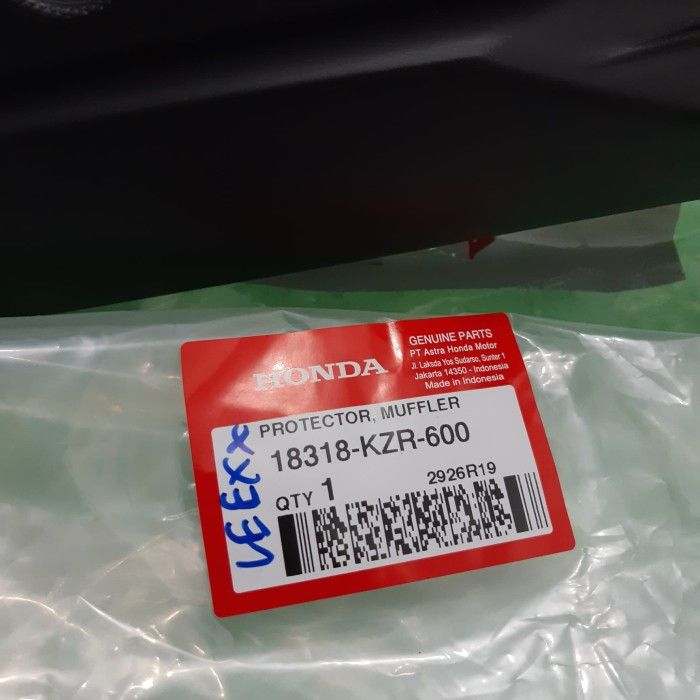 HONDA
GENUINE PARTS
PT Astra Honda Motor
Jl. Laksda Yos Sudarso, Sunter 1
Jakarta 14350 - Indonesia
Made in Indonesia
PROTECTOR, MUFFLER
18318-KZR-600
2926R19
QTY 1